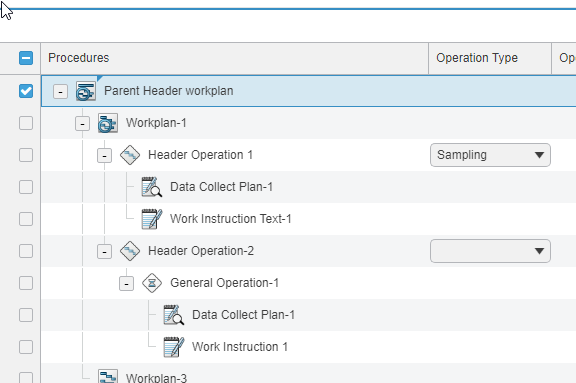 Procedures Operation Type Op
Parent Header workplan
Workplan-1
Header Operation 1 Sampling
Data Collect Plan-1
Work Instruction Text-1
Header Operation-2
General Operation-1
Data Collect Plan-1
Work Instruction 1
Workplan-3